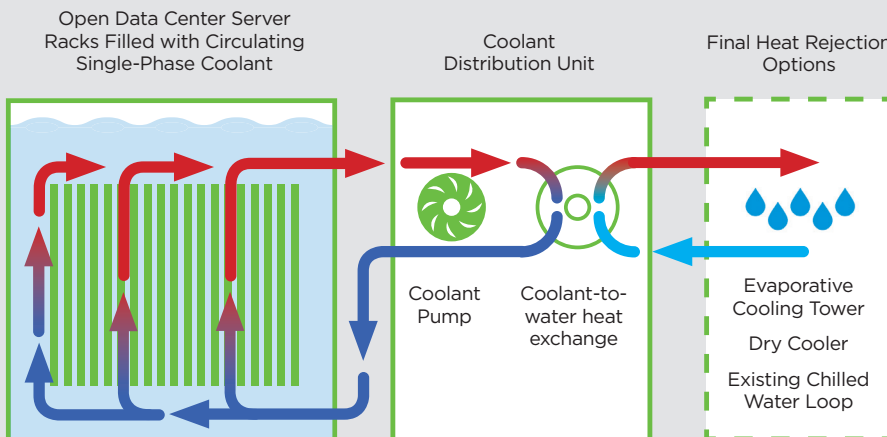 Open Data Center Server
Racks Filled with Circulating
Single-Phase Coolant
Coolant
Distribution Unit
Final Heat Rejection
Options
Coolant
Pump
Coolant-to-
water heat
exchange
Evaporative
Cooling Tower
Dry Cooler
Existing Chilled
Water Loop